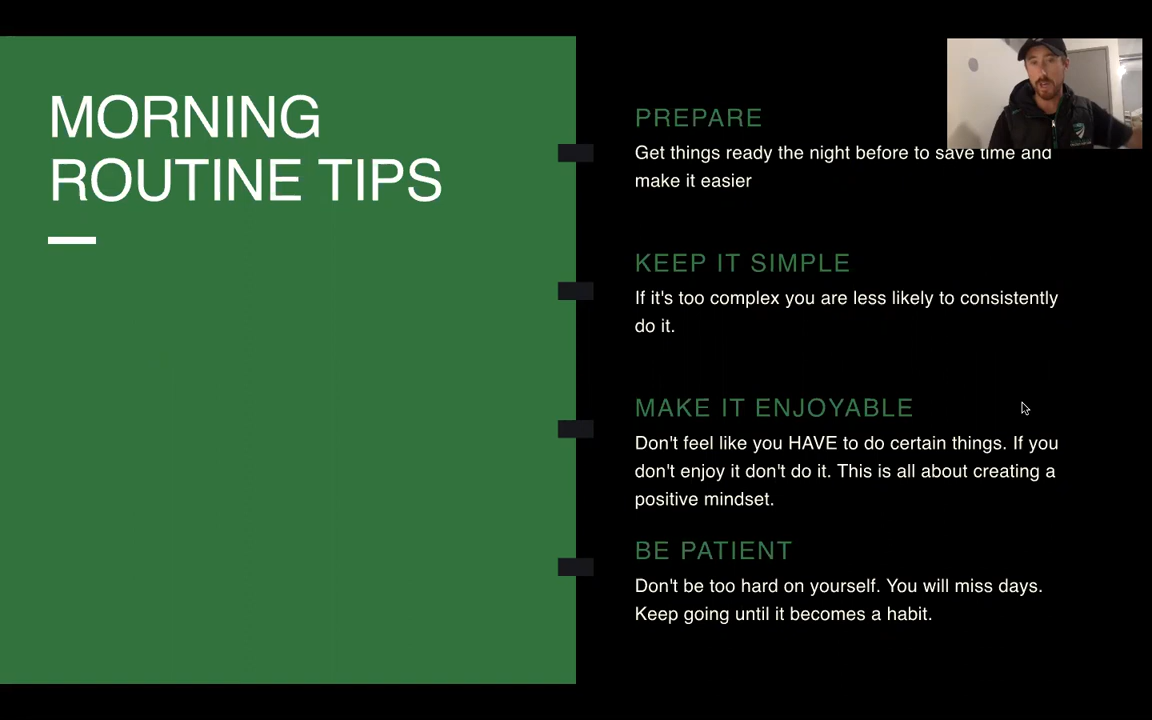 MORNING
ROUTINE TIPS
PREPARE
Get things ready the night before to save time and
make it easier
KEEP IT SIMPLE
If it's too complex you are less likely to consistently
do it.
MAKE IT ENJOYABLE
Don't feel like you HAVE to do certain things. If you
don't enjoy it don't do it. This is all about creating a
positive mindset.
BE PATIENT
Don't be too hard on yourself. You will miss days.
Keep going until it becomes a habit.